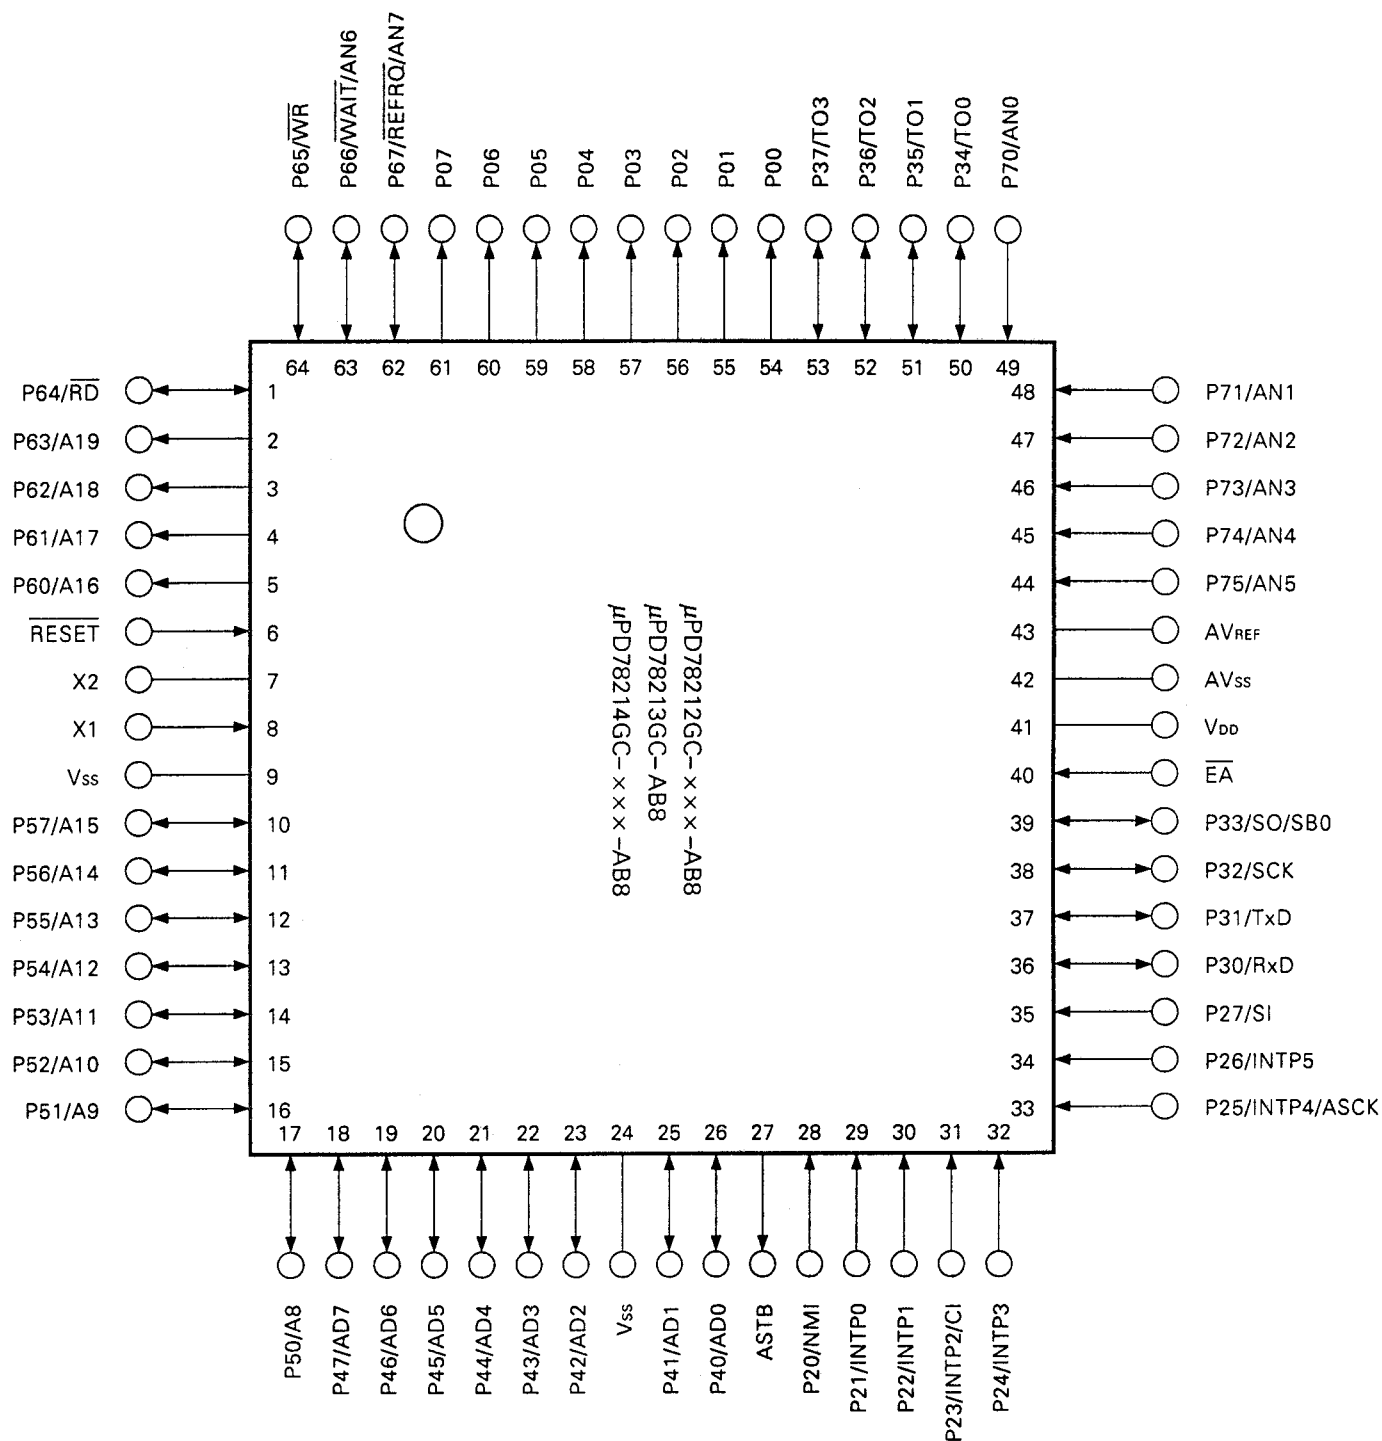 P65/WR
P66/WAIT/AN6
P67/REFRQ/AN7
P07
P06
P05
P04
P03
P02
P01
P00
P37/TO3
P36/TO2
P35/TO1
P34/TO0
P70/AN0
64 63 62 61 60 59 58 57 56 55 54 53 52 51 50 49
P64/RD 1
P63/A19 2
P62/A18 3
P61/A17 4
P60/A16 5
RESET 6
X2 7
X1 8
Vss 9
P57/A15 10
P56/A14 11
P55/A13 12
P54/A12 13
P53/A11 14
P52/A10 15
P51/A9 16
48 P71/AN1
47 P72/AN2
46 P73/AN3
45 P74/AN4
44 P75/AN5
43 AVREF
42 AVss
41 VDD
40 EA
39 P33/SO/SB0
38 P32/SCK
37 P31/TxD
36 P30/RxD
35 P27/SI
34 P26/INTP5
33 P25/INTP4/ASCK
μPD78212GC-×××-AB8
μPD78213GC-AB8
μPD78214GC-×××-AB8
17 18 19 20 21 22 23 24 25 26 27 28 29 30 31 32
P50/A8
P47/AD7
P46/AD6
P45/AD5
P44/AD4
P43/AD3
P42/AD2
Vss
P41/AD1
P40/AD0
ASTB
P20/NMI
P21/INTP0
P22/INTP1
P23/INTP2/CI
P24/INTP3